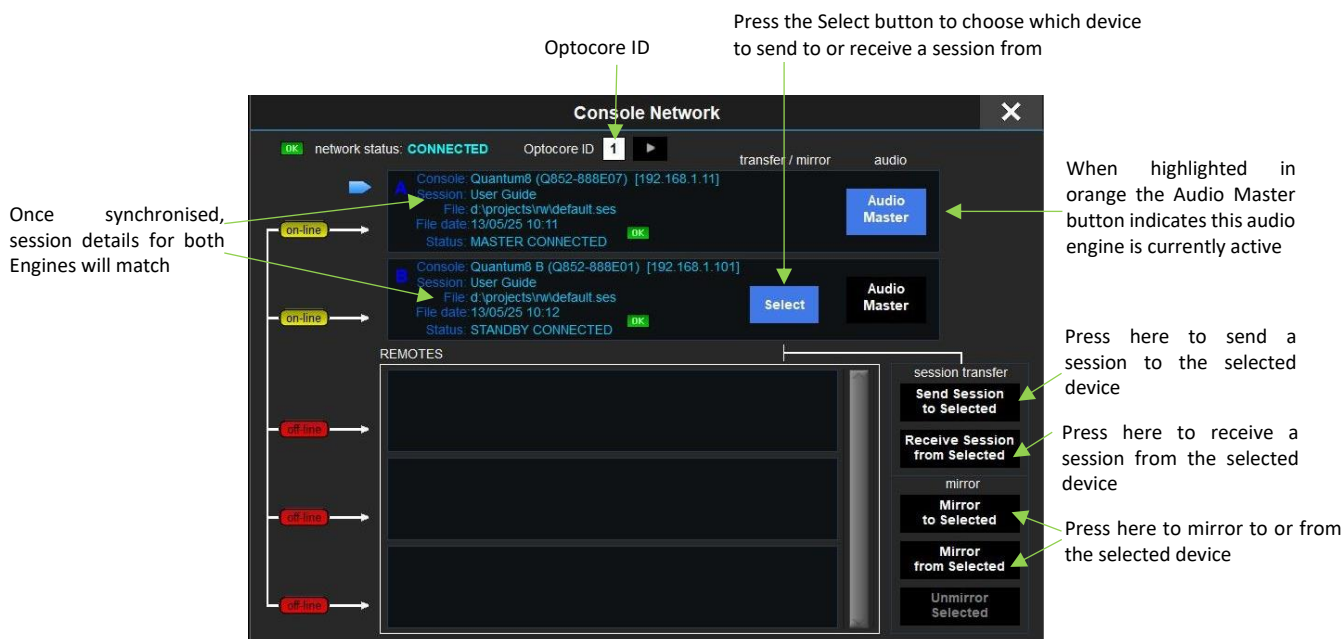 Press the Select button to choose which device
to send to or receive a session from
Optocore ID
Console Network
OK network status: CONNECTED Optocore ID 1
transfer / mirror audio
A Console: Quantum8 (Q852-888E07) [192.168.1.11]
Session: User Guide
File: d:\projects\rw\default.ses
File date: 13/05/25 10:11
Status: MASTER CONNECTED OK
Audio
Master
on-line
B Console: Quantum8 B (Q852-888E01) [192.168.1.101]
Session: User Guide
File: d:\projects\rw\default.ses
File date: 13/05/25 10:12
Status: STANDBY CONNECTED OK
Select
Audio
Master
on-line
Once synchronised,
session details for both
Engines will match
When highlighted in
orange the Audio Master
button indicates this audio
engine is currently active
REMOTES
off-line
off-line
off-line
session transfer
Send Session
to Selected
Receive Session
from Selected
mirror
Mirror
to Selected
Mirror
from Selected
Unmirror
Selected
Press here to send a
session to the selected
device
Press here to receive a
session from the selected
device
Press here to mirror to or from
the selected device